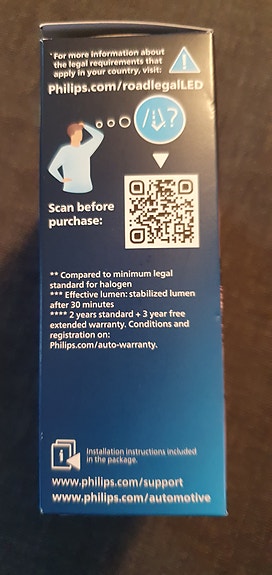 *For more information about
the legal requirements that
apply in your country, visit:
Philips.com/roadlegalLED
?
Scan before
purchase:
** Compared to minimum legal
standard for halogen
*** Effective lumen: stabilized lumen
after 30 minutes
**** 2 years standard + 3 year free
extended warranty. Conditions and
registration on:
Philips.com/auto-warranty.
Installation instructions included
in the package.
www.philips.com/support
www.philips.com/automotive